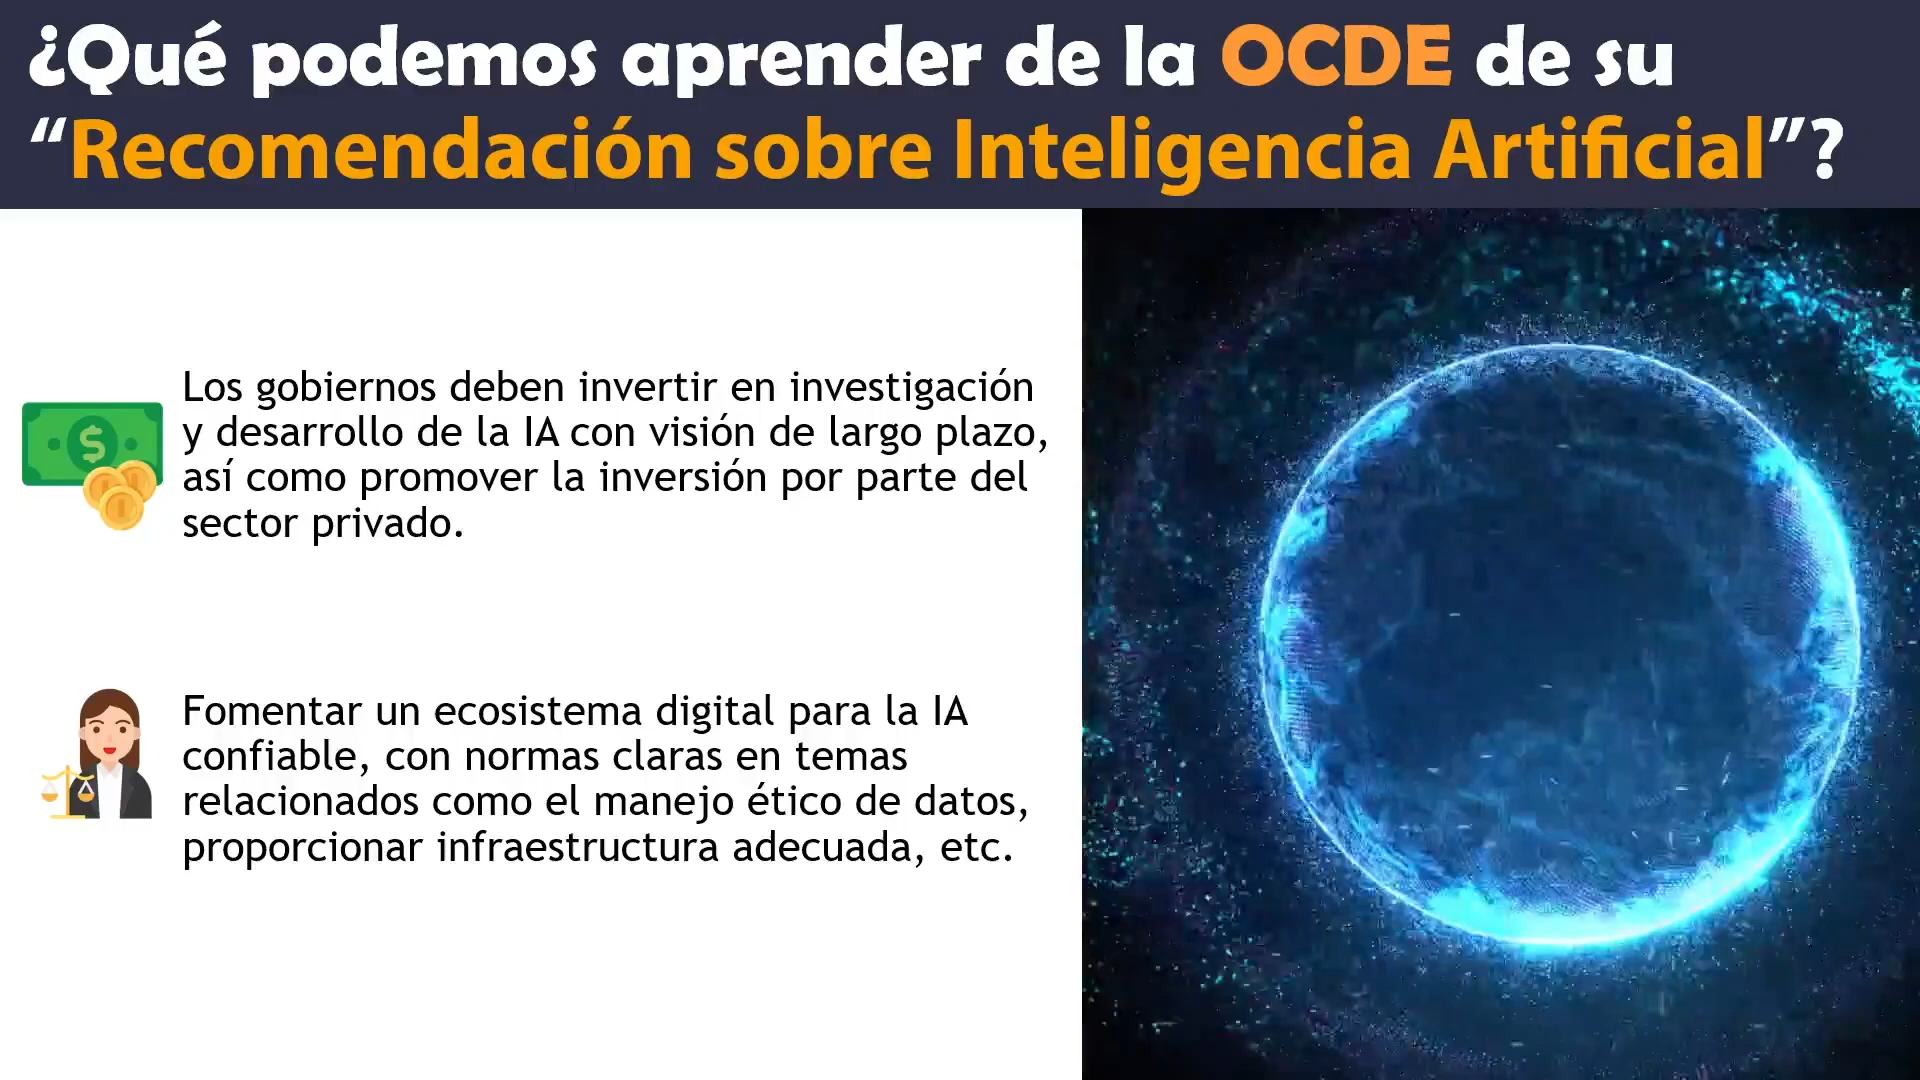 ¿Qué podemos aprender de la OCDE de su
“Recomendación sobre Inteligencia Artificial”?
Los gobiernos deben invertir en investigación
y desarrollo de la IA con visión de largo plazo,
así como promover la inversión por parte del
sector privado.
Fomentar un ecosistema digital para la IA
confiable, con normas claras en temas
relacionados como el manejo ético de datos,
proporcionar infraestructura adecuada, etc.